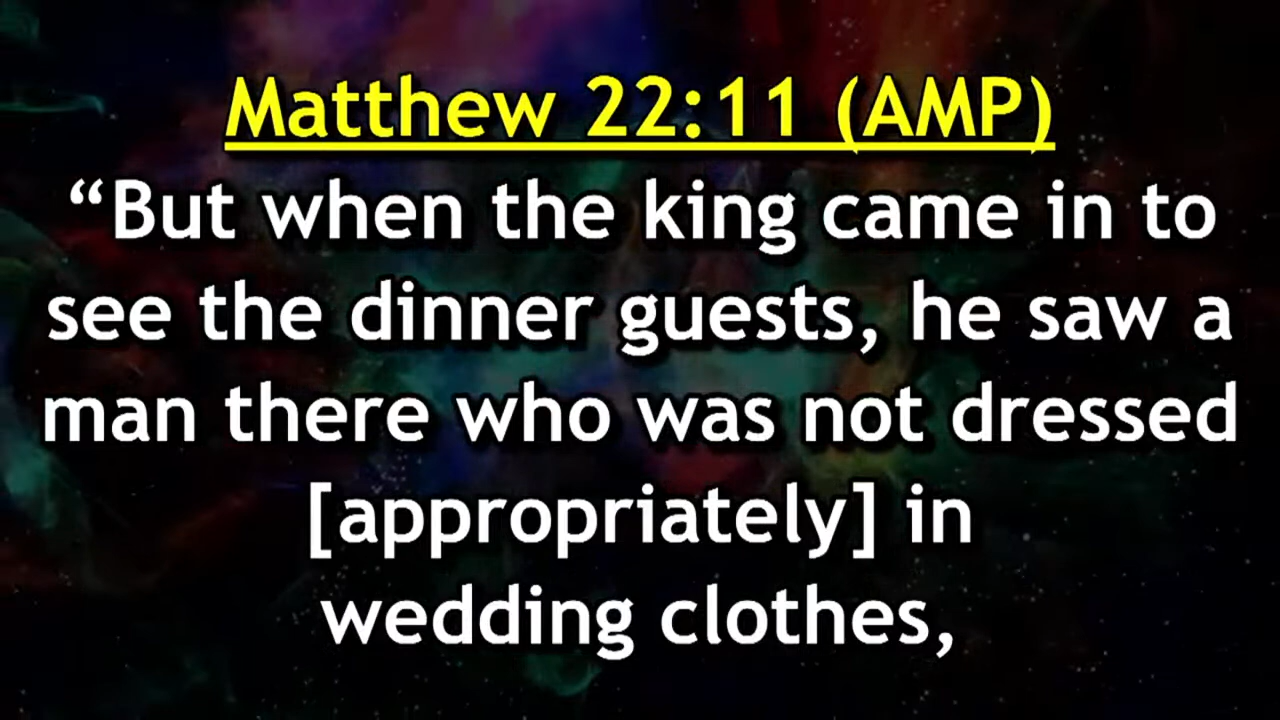 Matthew 22:11 (AMP)
“But when the king came in to
see the dinner guests, he saw a
man there who was not dressed
[appropriately] in
wedding clothes,